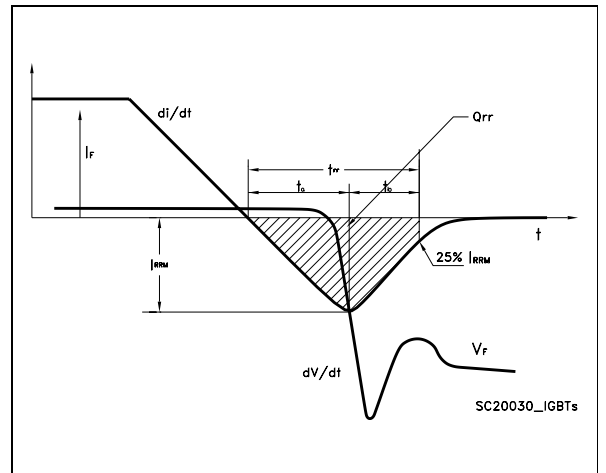 di/dt
Qrr
IF
trr
ta
tb
t
IRRM
25% IRRM
dV/dt
VF
SC20030_IGBTs